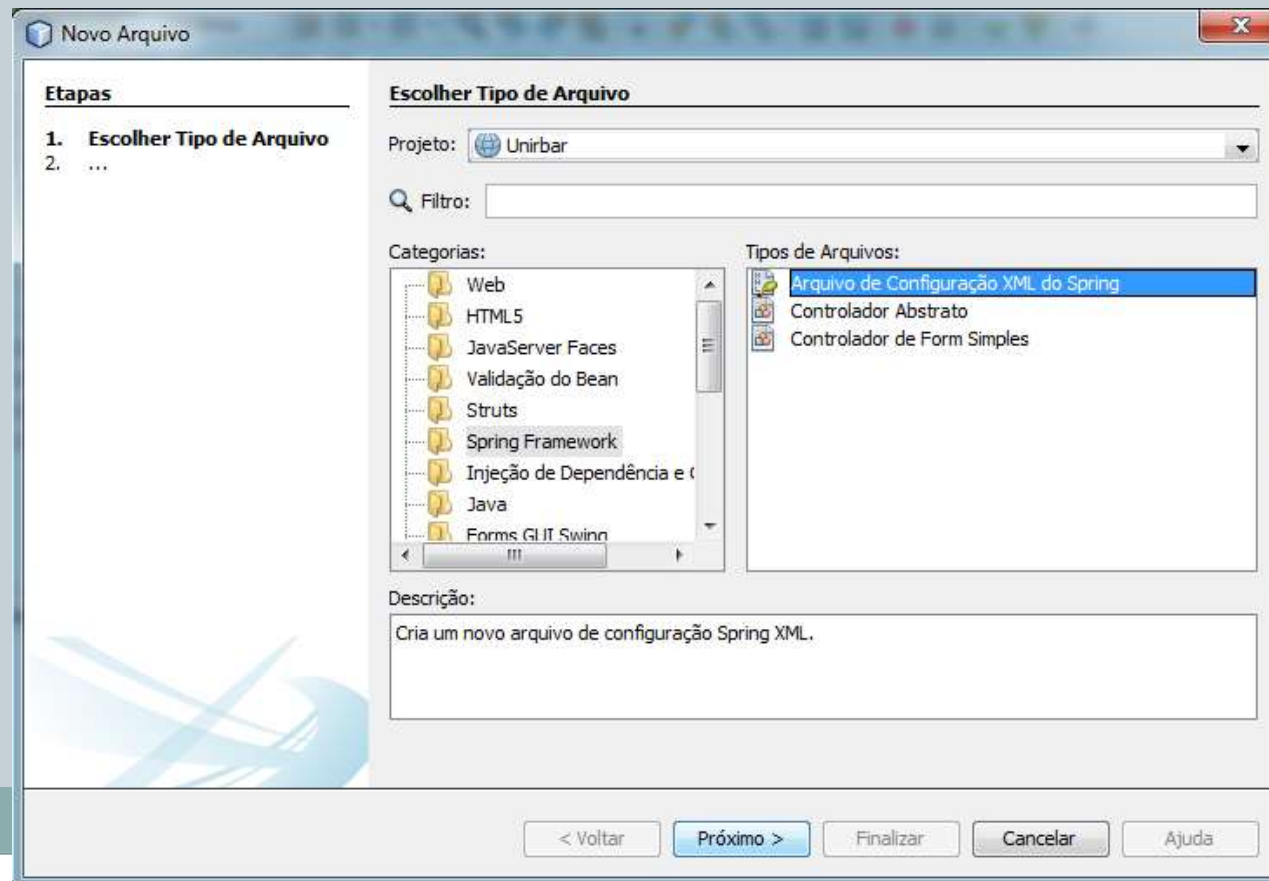 Novo Arquivo
Etapas
1. Escolher Tipo de Arquivo
2. ...
Escolher Tipo de Arquivo
Projeto: Unirbar
Filtro:
Categorias:
Web
HTML5
JavaServer Faces
Validação do Bean
Struts
Spring Framework
Injeção de Dependência e
Java
Forms GUI Swing
Tipos de Arquivos:
Arquivo de Configuração XML do Spring
Controlador Abstrato
Controlador de Form Simples
Descrição:
Cria um novo arquivo de configuração Spring XML.
< Voltar
Próximo >
Finalizar
Cancelar
Ajuda